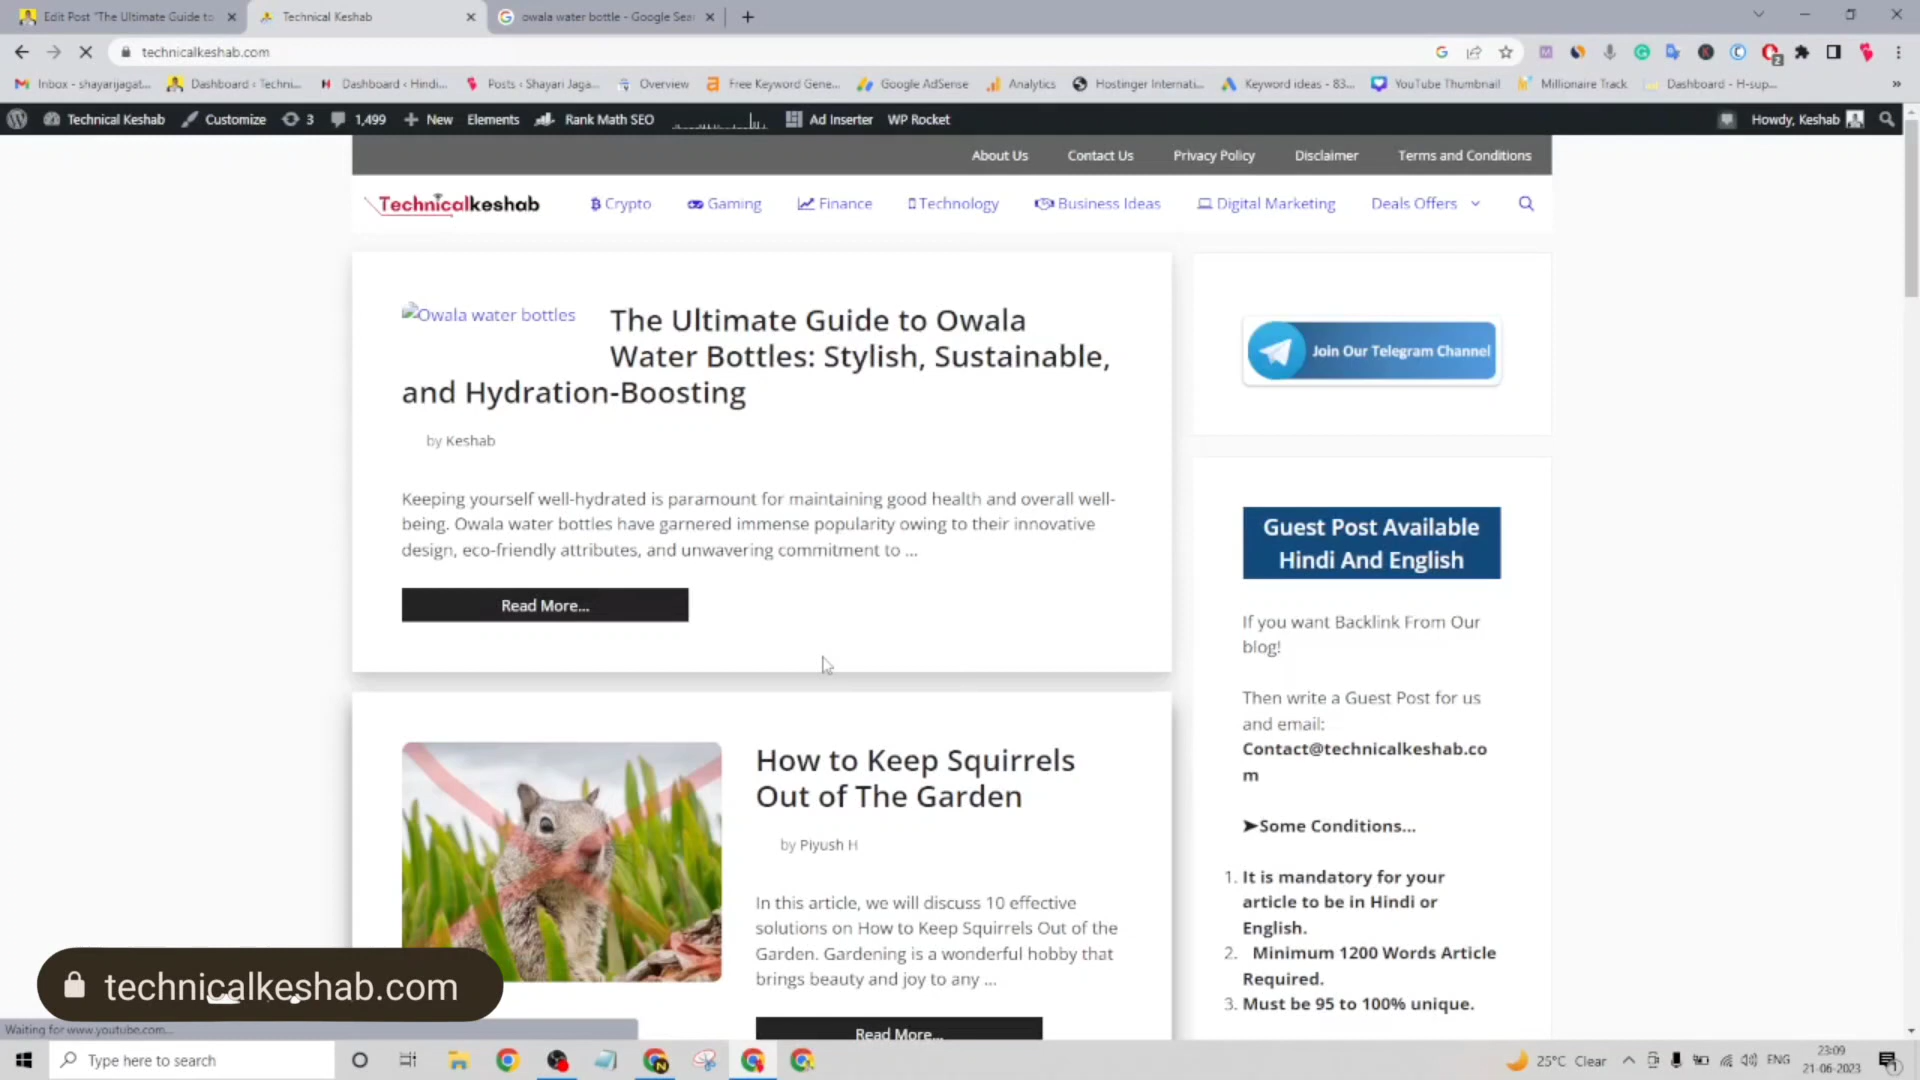 Edit Post "The Ultimate Guide to
Technical Keshab
owala water bottle - Google Sea
technicalkeshab.com
Inbox - shayarijagat...
Dashboard ‹ Techni...
Dashboard ‹ Hindi...
Posts ‹ Shayari Jaga...
Overview
Free Keyword Gene...
Google AdSense
Analytics
Hostinger Internati...
Keyword ideas - 83...
YouTube Thumbnail
Millionaire Track
Dashboard - H-sup...
Technical Keshab
Customize
3
1,499
New
Elements
Rank Math SEO
Ad Inserter
WP Rocket
Howdy, Keshab
About Us
Contact Us
Privacy Policy
Disclaimer
Terms and Conditions
Technicalkeshab
Crypto
Gaming
Finance
Technology
Business Ideas
Digital Marketing
Deals Offers
Owala water bottles
The Ultimate Guide to Owala
Water Bottles: Stylish, Sustainable,
and Hydration-Boosting
by Keshab
Keeping yourself well-hydrated is paramount for maintaining good health and overall well-
being. Owala water bottles have garnered immense popularity owing to their innovative
design, eco-friendly attributes, and unwavering commitment to ...
Read More...
How to Keep Squirrels
Out of The Garden
by Piyush H
In this article, we will discuss 10 effective
solutions on How to Keep Squirrels Out of the
Garden. Gardening is a wonderful hobby that
brings beauty and joy to any ...
Read More...
Join Our Telegram Channel
Guest Post Available
Hindi And English
If you want Backlink From Our
blog!
Then write a Guest Post for us
and email:
Contact@technicalkeshab.co
m
➤Some Conditions...
1. It is mandatory for your
article to be in Hindi or
English.
2. Minimum 1200 Words Article
Required.
3. Must be 95 to 100% unique.
technicalkeshab.com
Waiting for www.youtube.com...
Type here to search
25°C Clear
ENG
23:09
21-06-2023